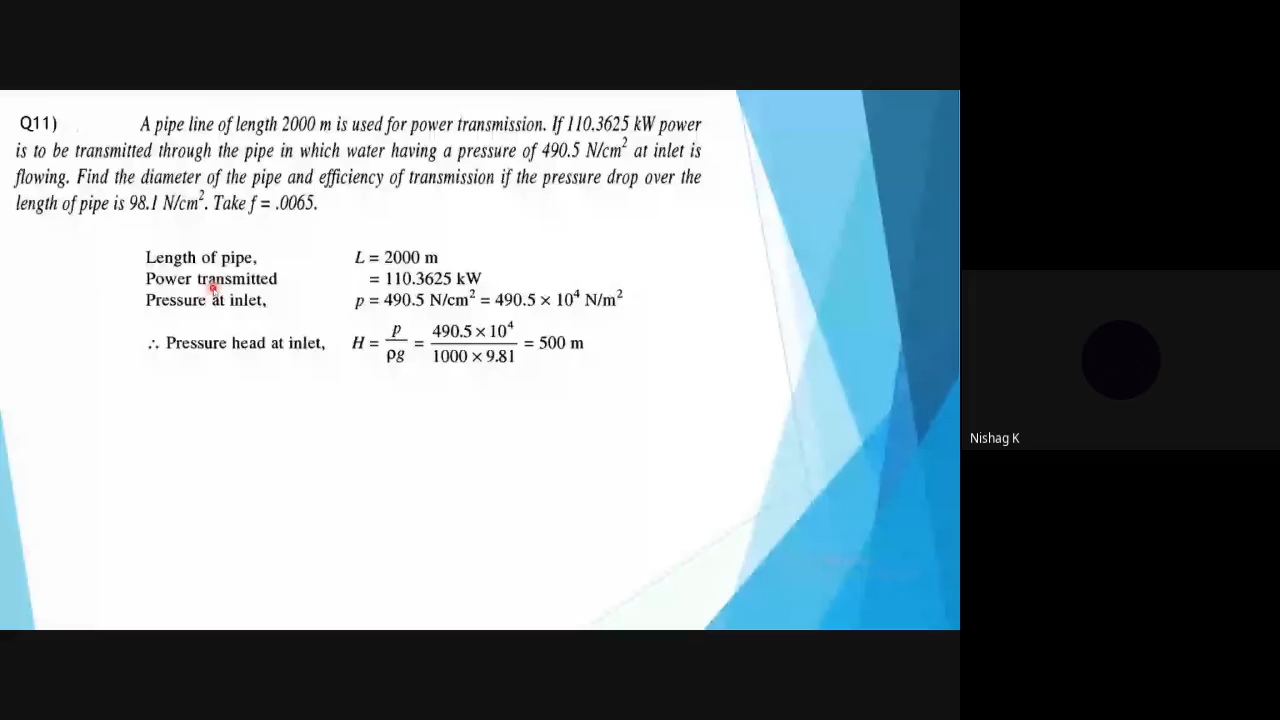 Q11) A pipe line of length 2000 m is used for power transmission. If 110.3625 kW power
is to be transmitted through the pipe in which water having a pressure of 490.5 N/cm² at inlet is
flowing. Find the diameter of the pipe and efficiency of transmission if the pressure drop over the
length of pipe is 98.1 N/cm². Take f = .0065.
Length of pipe, L = 2000 m
Power transmitted = 110.3625 kW
Pressure at inlet, p = 490.5 N/cm² = 490.5 × 10⁴ N/m²
∴ Pressure head at inlet, H = p/ρg = 490.5 × 10⁴/1000 × 9.81 = 500 m
Nishag K